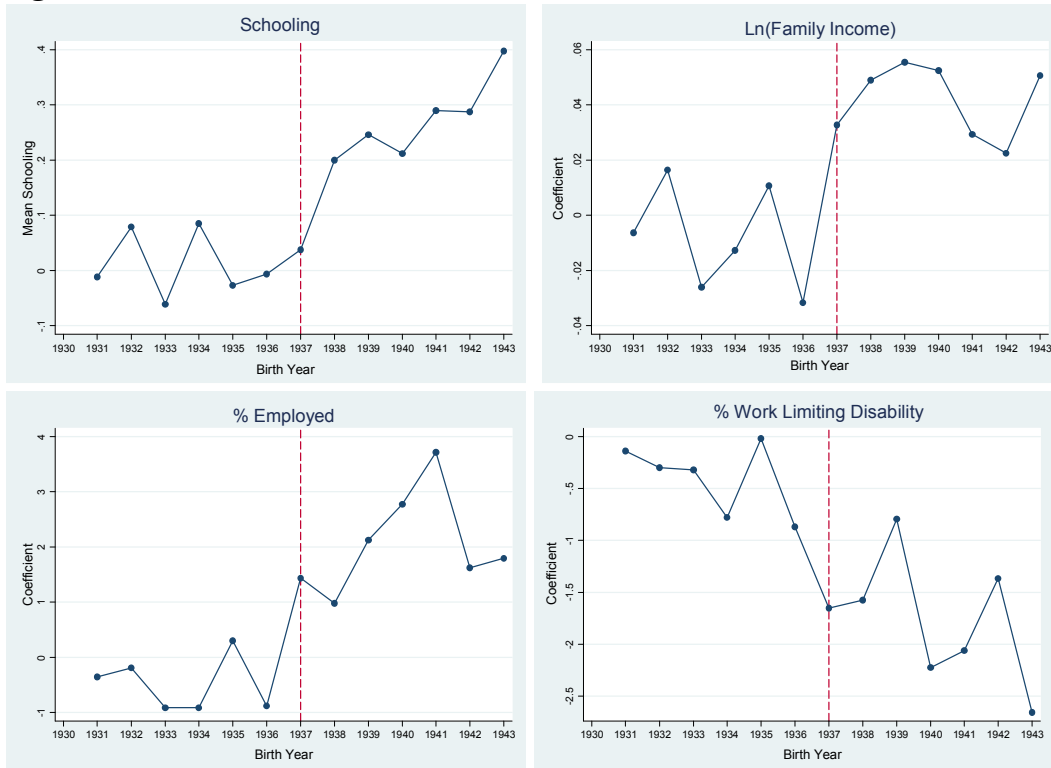 Schooling
Mean Schooling
.4
.3
.2
.1
0
-.1
1930 1931 1932 1933 1934 1935 1936 1937 1938 1939 1940 1941 1942 1943
Birth Year
Ln(Family Income)
Coefficient
.06
.04
.02
0
-.02
-.04
1930 1931 1932 1933 1934 1935 1936 1937 1938 1939 1940 1941 1942 1943
Birth Year
% Employed
Coefficient
4
3
2
1
0
-1
1930 1931 1932 1933 1934 1935 1936 1937 1938 1939 1940 1941 1942 1943
Birth Year
% Work Limiting Disability
Coefficient
0
-.5
-1
-1.5
-2
-2.5
1930 1931 1932 1933 1934 1935 1936 1937 1938 1939 1940 1941 1942 1943
Birth Year